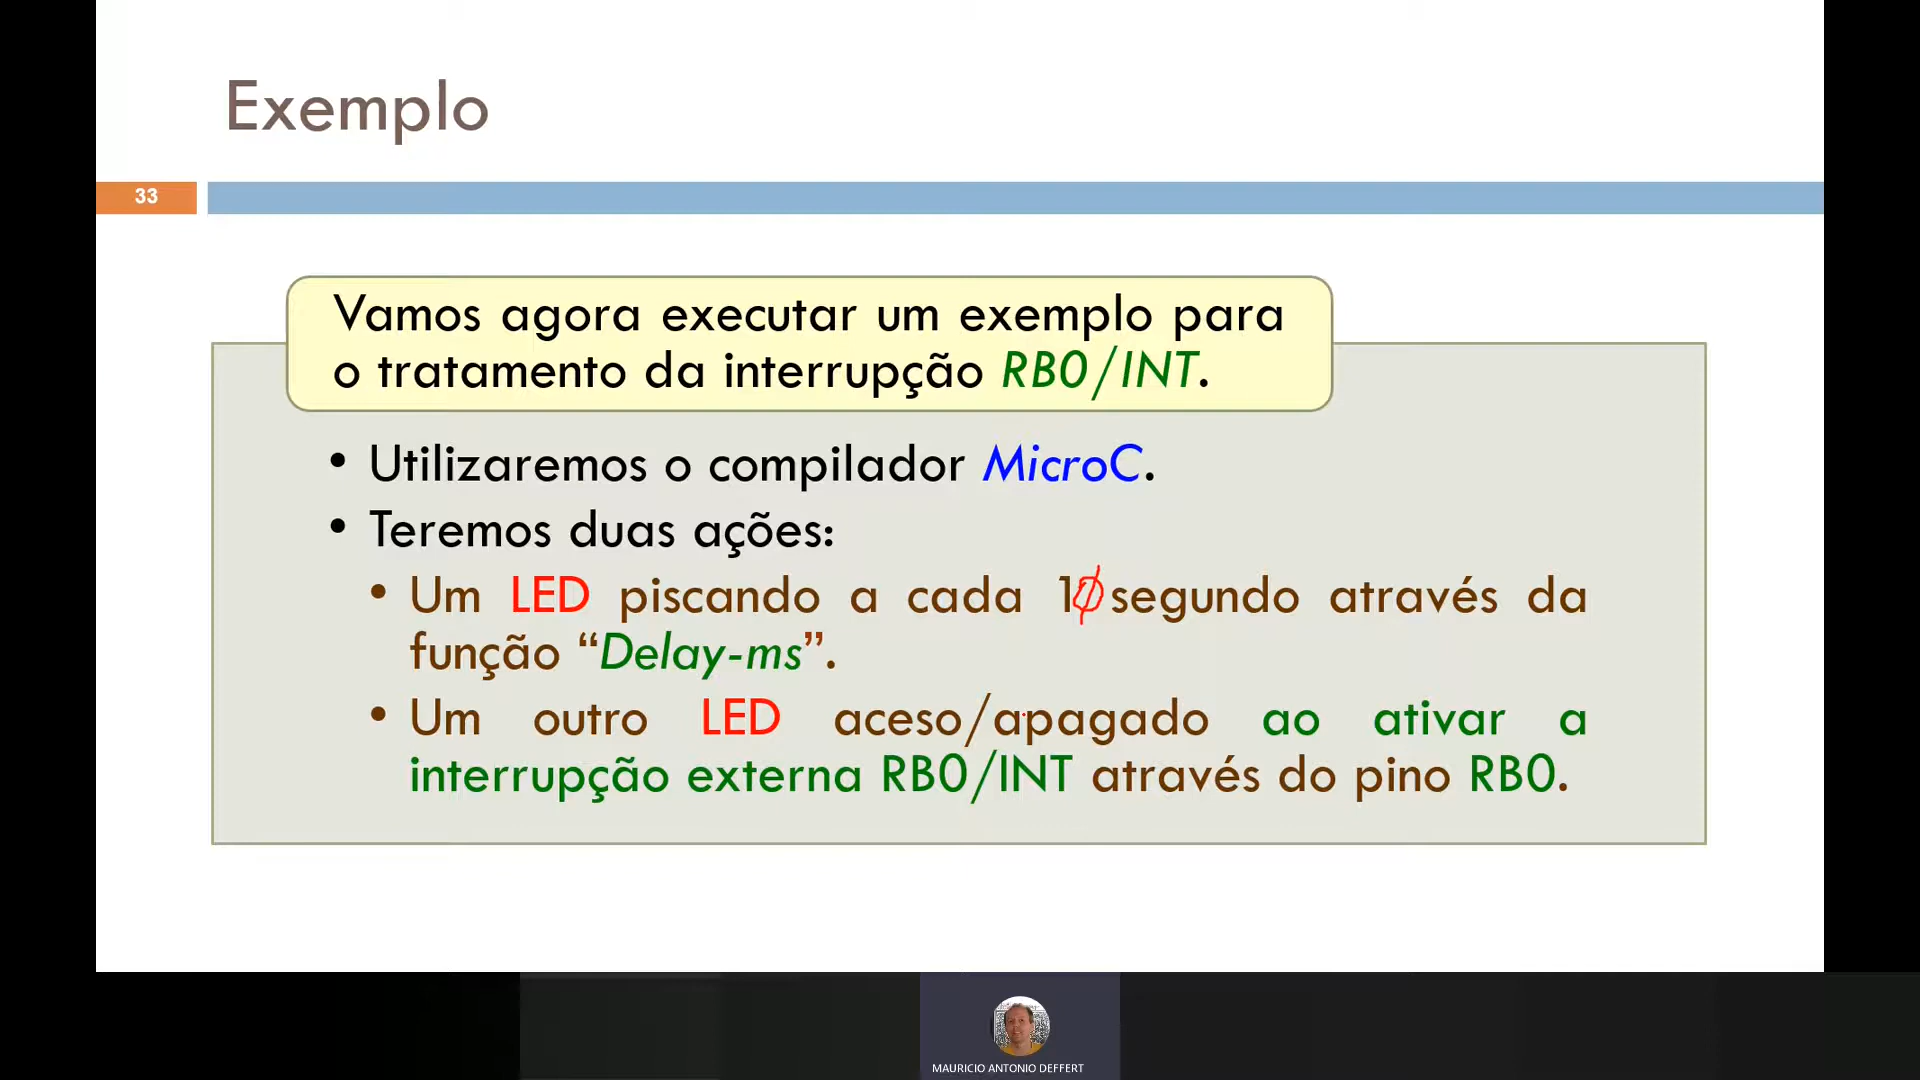 Exemplo
33
Vamos agora executar um exemplo para
o tratamento da interrupção RB0/INT.
• Utilizaremos o compilador MicroC.
• Teremos duas ações:
• Um LED piscando a cada 10 segundo através da
função “Delay-ms”.
• Um outro LED aceso/apagado ao ativar a
interrupção externa RB0/INT através do pino RB0.
MAURICIO ANTONIO DEFFERT